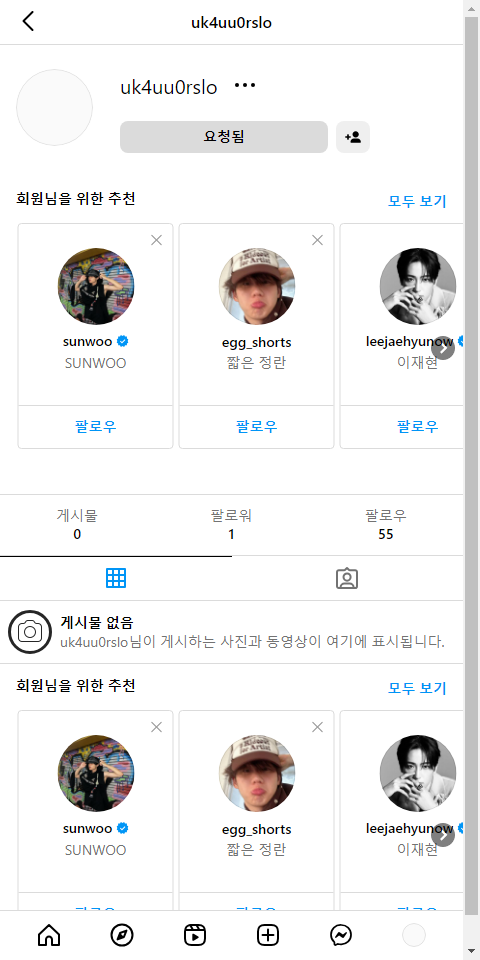 uk4uu0rslo
uk4uu0rslo
요청됨
회원님을 위한 추천
모두 보기
sunwoo
egg_shorts
leejaehyunow
SUNWOO
짧은 정란
이재현
팔로우
팔로우
팔로우
게시물
팔로워
팔로우
0
1
55
게시물 없음
uk4uu0rslo님이 게시하는 사진과 동영상이 여기에 표시됩니다.
회원님을 위한 추천
모두 보기
sunwoo
egg_shorts
leejaehyunow
SUNWOO
짧은 정란
이재현